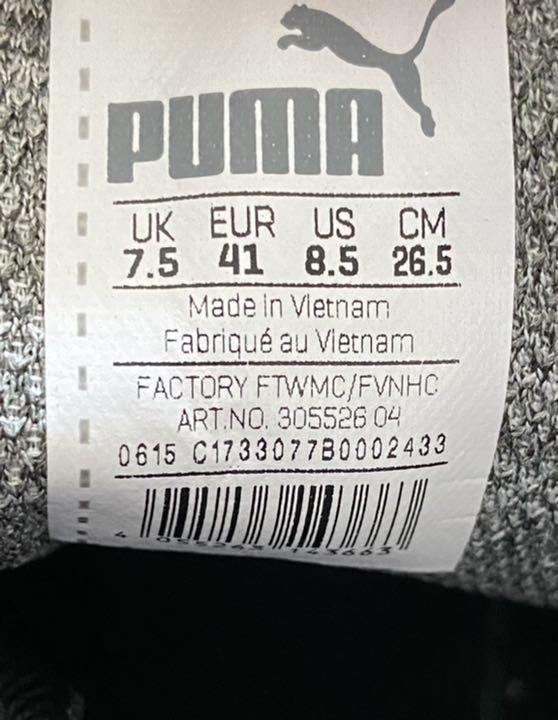 PUMA
UK EUR US CM
7.5 41 8.5 26.5
Made In Vietnam
Fabriqué au Vietnam
FACTORY FTWMC/FVNHC
ART.NO. 305526 04
0615 C1733077B0002433